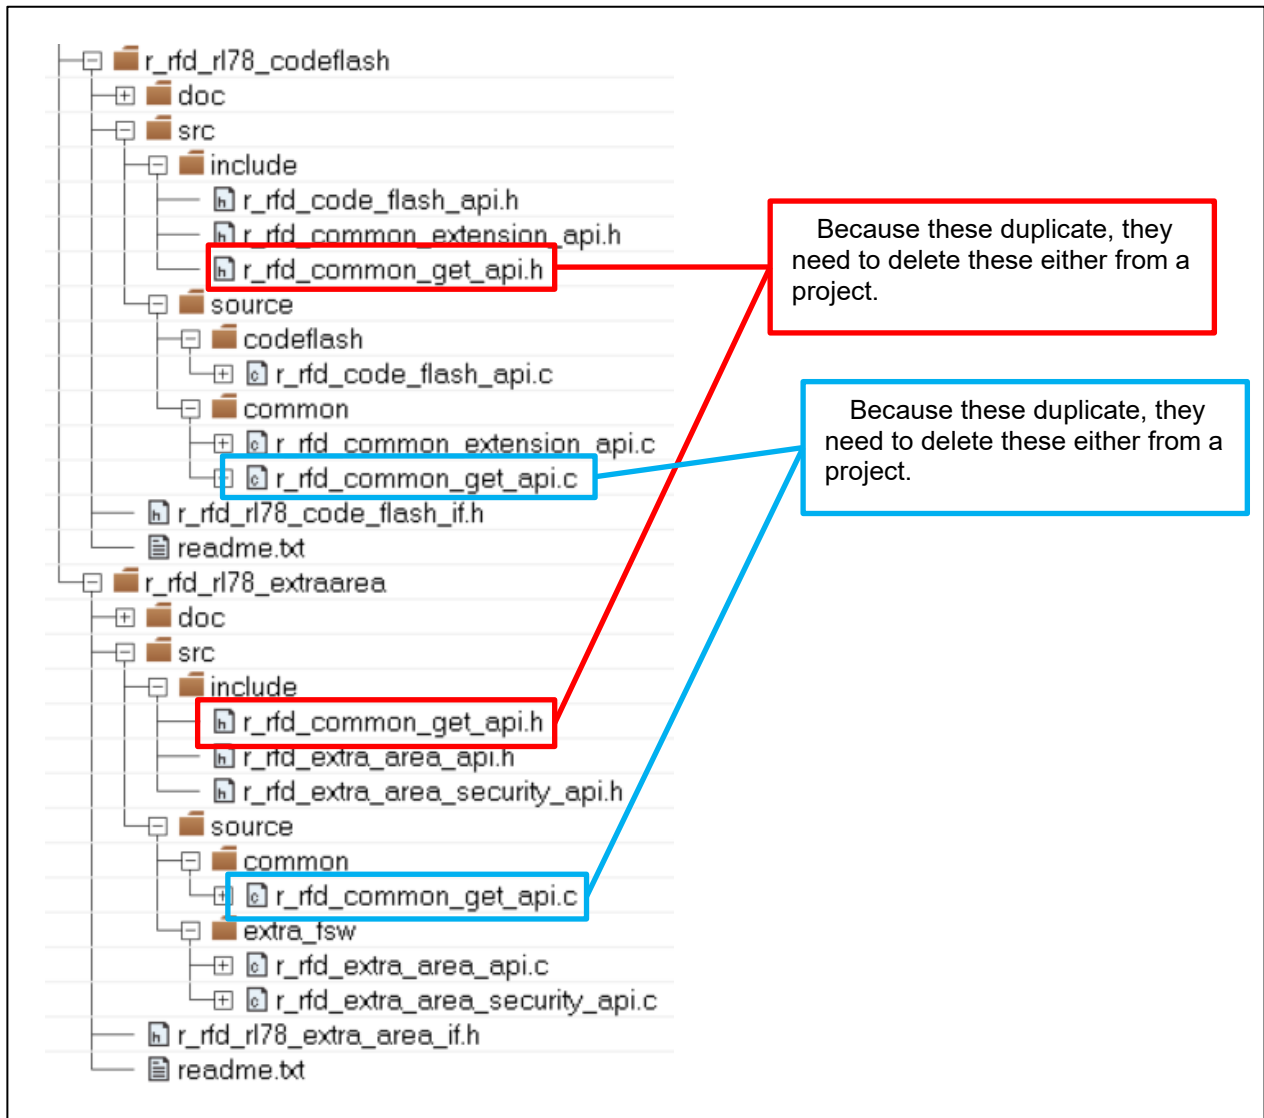 r_rfd_rl78_codeflash
doc
src
include
r_rfd_code_flash_api.h
r_rfd_common_extension_api.h
r_rfd_common_get_api.h
source
codeflash
r_rfd_code_flash_api.c
common
r_rfd_common_extension_api.c
r_rfd_common_get_api.c
r_rfd_rl78_code_flash_if.h
readme.txt
r_rfd_rl78_extraarea
doc
src
include
r_rfd_common_get_api.h
r_rfd_extra_area_api.h
r_rfd_extra_area_security_api.h
source
common
r_rfd_common_get_api.c
extra_fsw
r_rfd_extra_area_api.c
r_rfd_extra_area_security_api.c
r_rfd_rl78_extra_area_if.h
readme.txt
Because these duplicate, they
need to delete these either from a
project.
Because these duplicate, they
need to delete these either from a
project.